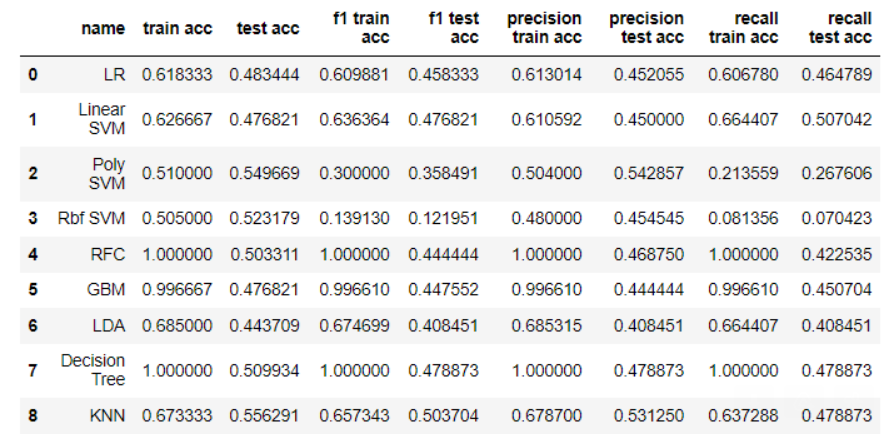 name train acc test acc f1 train acc f1 test acc precision train acc precision test acc recall train acc recall test acc
0 LR 0.618333 0.483444 0.609881 0.458333 0.613014 0.452055 0.606780 0.464789
1 Linear SVM 0.626667 0.476821 0.636364 0.476821 0.610592 0.450000 0.664407 0.507042
2 Poly SVM 0.510000 0.549669 0.300000 0.358491 0.504000 0.542857 0.213559 0.267606
3 Rbf SVM 0.505000 0.523179 0.139130 0.121951 0.480000 0.454545 0.081356 0.070423
4 RFC 1.000000 0.503311 1.000000 0.444444 1.000000 0.468750 1.000000 0.422535
5 GBM 0.996667 0.476821 0.996610 0.447552 0.996610 0.444444 0.996610 0.450704
6 LDA 0.685000 0.443709 0.674699 0.408451 0.685315 0.408451 0.664407 0.408451
7 Decision Tree 1.000000 0.509934 1.000000 0.478873 1.000000 0.478873 1.000000 0.478873
8 KNN 0.673333 0.556291 0.657343 0.503704 0.678700 0.531250 0.637288 0.478873